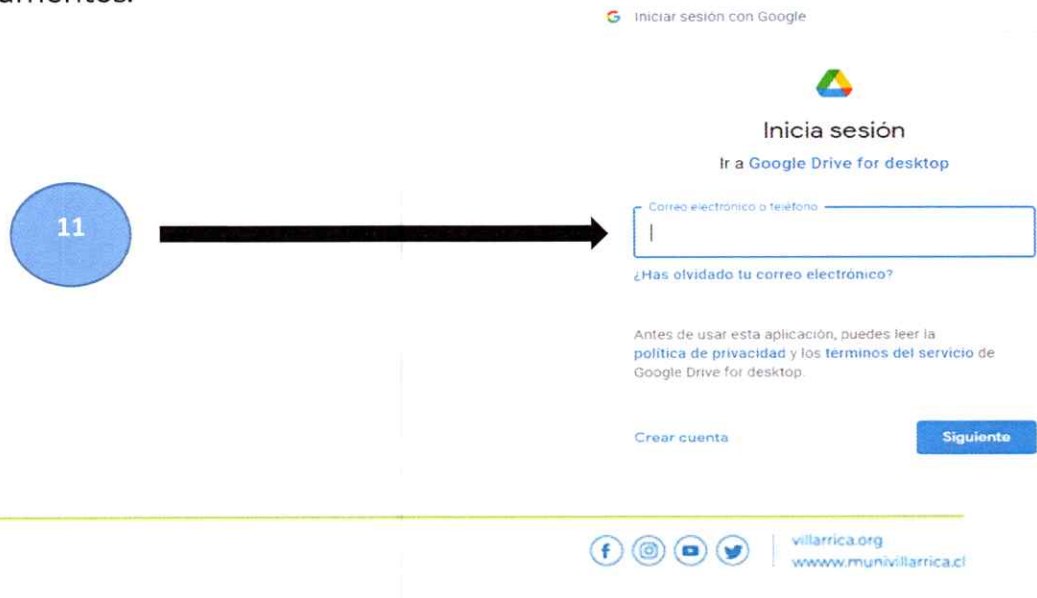 Iniciar sesión con Google
Inicia sesión
Ir a Google Drive for desktop
11
Correo electrónico o teléfono
¿Has olvidado tu correo electrónico?
Antes de usar esta aplicación, puedes leer la
política de privacidad y los términos del servicio de
Google Drive for desktop.
Crear cuenta
Siguiente
villarrica.org
wwww.munivillarrica.cl